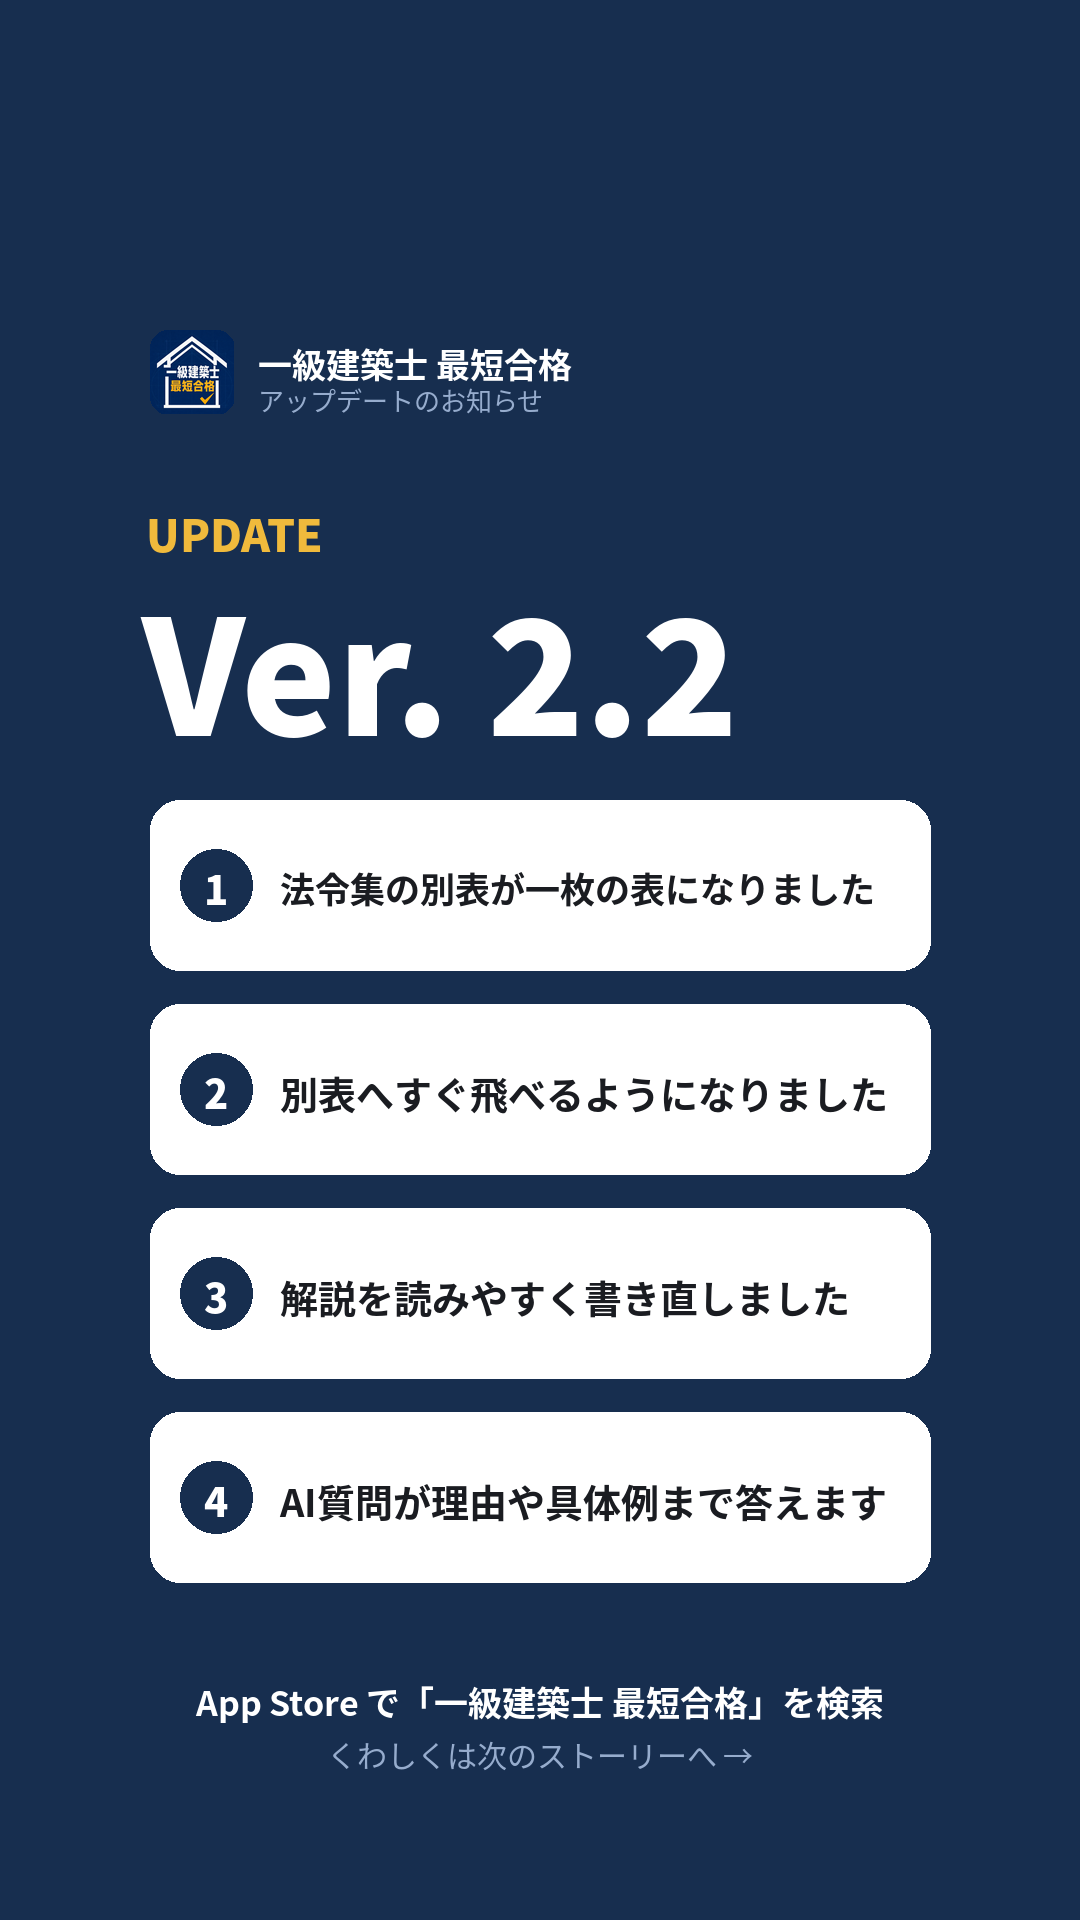 一級建築士
最短合格
一級建築士 最短合格
アップデートのお知らせ
UPDATE
Ver. 2.2
1 法令集の別表が一枚の表になりました
2 別表へすぐ飛べるようになりました
3 解説を読みやすく書き直しました
4 AI質問が理由や具体例まで答えます
App Store で「一級建築士 最短合格」を検索
くわしくは次のストーリーへ →